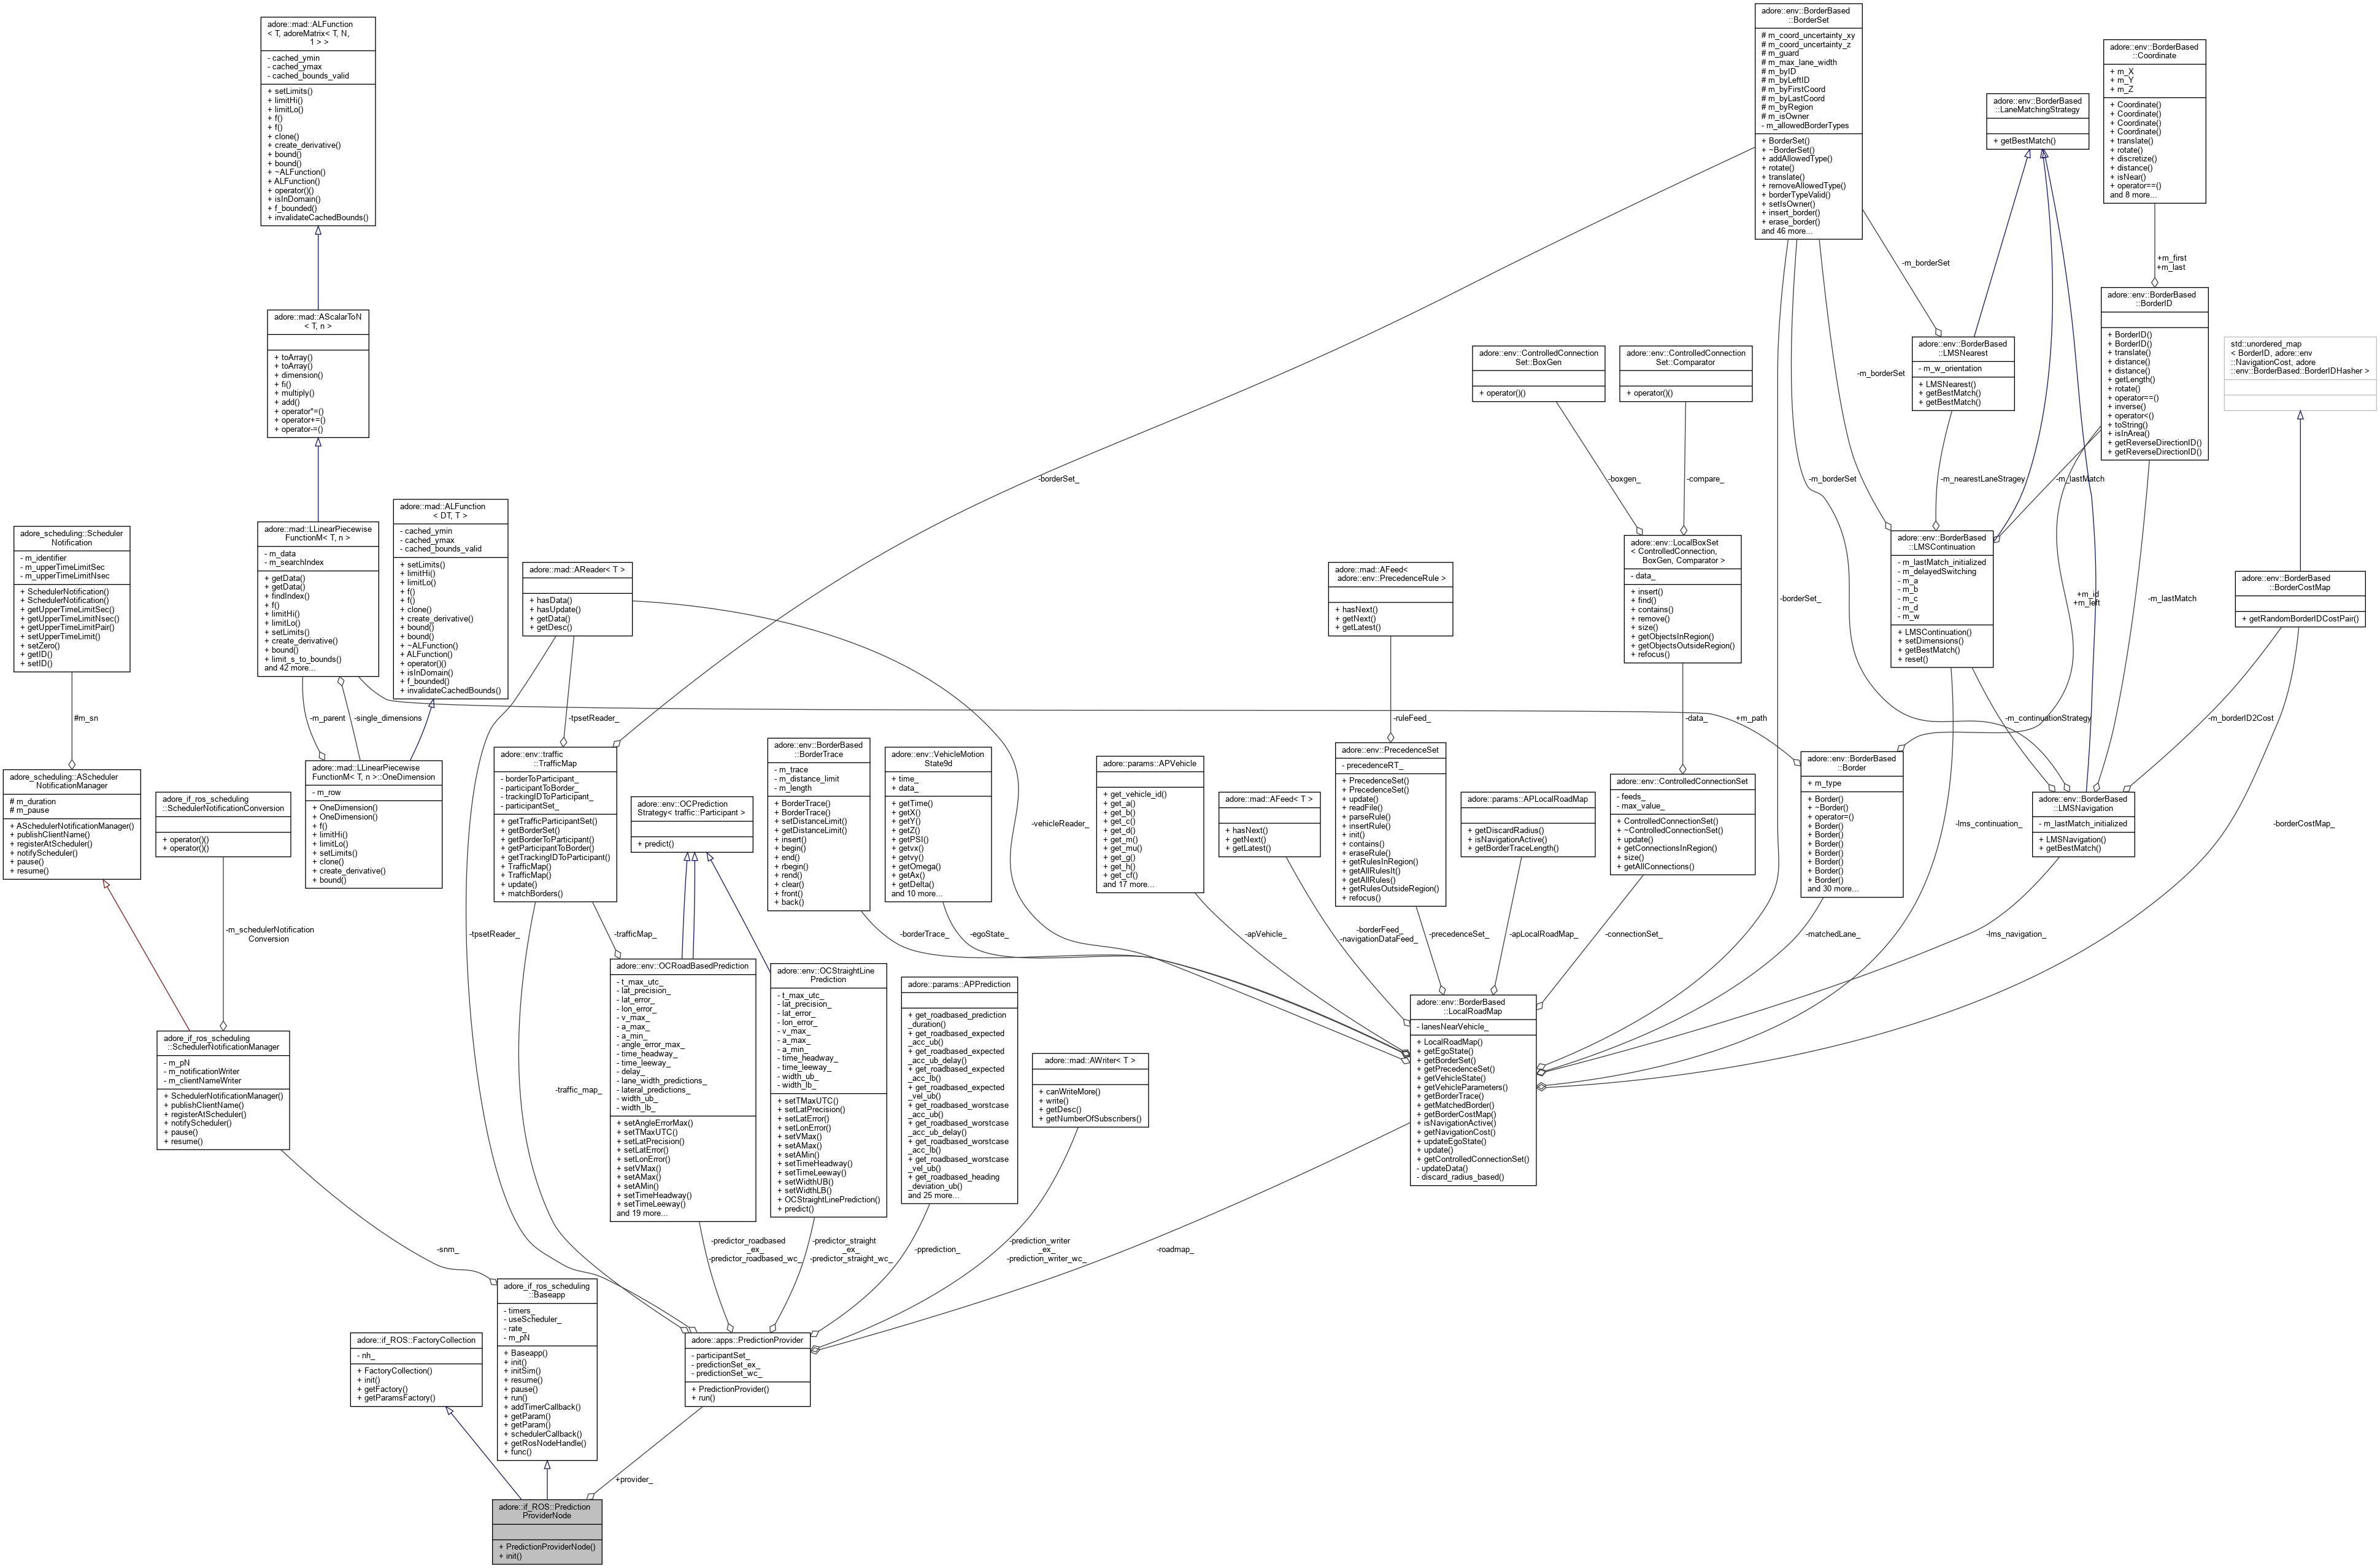 adore::mad::ALFunction
< T, adoreMatrix< T, N,
1 > >
- cached_ymin
- cached_ymax
- cached_bounds_valid
+ setLimits()
+ limitHi()
+ limitLo()
+ f()
+ f()
+ clone()
+ create_derivative()
+ bound()
+ bound()
+ ~ALFunction()
+ ALFunction()
+ operator()()
+ isInDomain()
+ f_bounded()
+ invalidateCachedBounds()
adore::mad::AScalarToN
< T, n >
+ toArray()
+ toArray()
+ dimension()
+ fi()
+ multiply()
+ add()
+ operator*=()
+ operator+=()
+ operator-=()
adore::mad::LLinearPiecewise
FunctionM< T, n >
- m_data
- m_searchIndex
+ getData()
+ getData()
+ findIndex()
+ f()
+ limitHi()
+ limitLo()
+ setLimits()
+ create_derivative()
+ bound()
+ limit_s_to_bounds()
and 42 more...
adore::mad::ALFunction
< DT, T >
- cached_ymin
- cached_ymax
- cached_bounds_valid
+ setLimits()
+ limitHi()
+ limitLo()
+ f()
+ f()
+ clone()
+ create_derivative()
+ bound()
+ bound()
+ ~ALFunction()
+ ALFunction()
+ operator()()
+ isInDomain()
+ f_bounded()
+ invalidateCachedBounds()
adore_scheduling::Scheduler
Notification
- m_identifier
- m_upperTimeLimitSec
- m_upperTimeLimitNsec
+ SchedulerNotification()
+ SchedulerNotification()
+ getUpperTimeLimitSec()
+ getUpperTimeLimitNsec()
+ getUpperTimeLimitPair()
+ setUpperTimeLimit()
+ setZero()
+ getID()
+ setID()
#m_sn
-m_parent
-single_dimensions
adore_scheduling::AScheduler
NotificationManager
# m_duration
# m_pause
+ ASchedulerNotificationManager()
+ publishClientName()
+ registerAtScheduler()
+ notifyScheduler()
+ pause()
+ resume()
adore_if_ros_scheduling
::SchedulerNotificationConversion
+ operator()()
+ operator()()
adore::mad::LLinearPiecewise
FunctionM< T, n >::OneDimension
- m_row
+ OneDimension()
+ OneDimension()
+ f()
+ limitHi()
+ limitLo()
+ setLimits()
+ clone()
+ create_derivative()
+ bound()
-m_schedulerNotification
Conversion
adore_if_ros_scheduling
::SchedulerNotificationManager
- m_pN
- m_notificationWriter
- m_clientNameWriter
+ SchedulerNotificationManager()
+ publishClientName()
+ registerAtScheduler()
+ notifyScheduler()
+ pause()
+ resume()
-snm_
adore::mad::AReader< T >
+ hasData()
+ hasUpdate()
+ getData()
+ getDesc()
-tpsetReader_
adore::env::traffic
::TrafficMap
- borderToParticipant_
- participantToBorder_
- trackingIDToParticipant_
- participantSet_
+ getTrafficParticipantSet()
+ getBorderSet()
+ getBorderToParticipant()
+ getParticipantToBorder()
+ getTrackingIDToParticipant()
+ TrafficMap()
+ TrafficMap()
+ update()
+ matchBorders()
adore::env::OCPrediction
Strategy< traffic::Participant >
+ predict()
adore::env::BorderBased
::BorderTrace
- m_trace
- m_distance_limit
- m_length
+ BorderTrace()
+ BorderTrace()
+ setDistanceLimit()
+ getDistanceLimit()
+ insert()
+ begin()
+ end()
+ rbegin()
+ rend()
+ clear()
+ front()
+ back()
adore::env::VehicleMotion
State9d
+ time_
+ data_
+ getTime()
+ getX()
+ getY()
+ getZ()
+ getPSI()
+ getvx()
+ getvy()
+ getOmega()
+ getAx()
+ getDelta()
and 10 more...
-tpsetReader_
-trafficMap_
-borderTrace_
-egoState_
-vehicleReader_
-borderSet_
adore::env::OCRoadBasedPrediction
- t_max_utc_
- lat_precision_
- lat_error_
- lon_error_
- v_max_
- a_max_
- a_min_
- angle_error_max_
- time_headway_
- time_leeway_
- delay_
- lane_width_predictions_
- lateral_predictions_
- width_ub_
- width_lb_
+ setAngleErrorMax()
+ setTMaxUTC()
+ setLatPrecision()
+ setLatError()
+ setLonError()
+ setVMax()
+ setAMax()
+ setAMin()
+ setTimeHeadway()
+ setTimeLeeway()
and 19 more...
adore::env::OCStraightLine
Prediction
- t_max_utc_
- lat_precision_
- lat_error_
- lon_error_
- v_max_
- a_max_
- a_min_
- time_headway_
- time_leeway_
- width_ub_
- width_lb_
+ setTMaxUTC()
+ setLatPrecision()
+ setLatError()
+ setLonError()
+ setVMax()
+ setAMax()
+ setAMin()
+ setTimeHeadway()
+ setTimeLeeway()
+ setWidthUB()
+ setWidthLB()
+ OCStraightLinePrediction()
+ predict()
adore::params::APPrediction
+ get_roadbased_prediction
_duration()
+ get_roadbased_expected
_acc_ub()
+ get_roadbased_expected
_acc_ub_delay()
+ get_roadbased_expected
_acc_lb()
+ get_roadbased_expected
_vel_ub()
+ get_roadbased_worstcase
_acc_ub()
+ get_roadbased_worstcase
_acc_ub_delay()
+ get_roadbased_worstcase
_acc_lb()
+ get_roadbased_worstcase
_vel_ub()
+ get_roadbased_heading
_deviation_ub()
and 25 more...
adore::mad::AWriter< T >
+ canWriteMore()
+ write()
+ getDesc()
+ getNumberOfSubscribers()
-traffic_map_
-predictor_roadbased
_ex_
-predictor_roadbased_wc_
-predictor_straight
_ex_
-predictor_straight_wc_
-pprediction_
-prediction_writer
_ex_
-prediction_writer_wc_
-roadmap_
adore::if_ROS::FactoryCollection
- nh_
+ FactoryCollection()
+ init()
+ getFactory()
+ getParamsFactory()
adore_if_ros_scheduling
::Baseapp
- timers_
- useScheduler_
- rate_
- m_pN
+ Baseapp()
+ init()
+ initSim()
+ resume()
+ pause()
+ run()
+ addTimerCallback()
+ getParam()
+ getParam()
+ schedulerCallback()
+ getRosNodeHandle()
+ func()
adore::apps::PredictionProvider
- participantSet_
- predictionSet_ex_
- predictionSet_wc_
+ PredictionProvider()
+ run()
+provider_
adore::if_ROS::Prediction
ProviderNode
+ PredictionProviderNode()
+ init()
adore::params::APVehicle
+ get_vehicle_id()
+ get_a()
+ get_b()
+ get_c()
+ get_d()
+ get_m()
+ get_mu()
+ get_g()
+ get_h()
+ get_cf()
and 17 more...
adore::mad::AFeed< T >
+ hasNext()
+ getNext()
+ getLatest()
adore::mad::AFeed<
adore::env::PrecedenceRule >
+ hasNext()
+ getNext()
+ getLatest()
-ruleFeed_
adore::env::PrecedenceSet
- precedenceRT_
+ PrecedenceSet()
+ PrecedenceSet()
+ update()
+ readFile()
+ parseRule()
+ insertRule()
+ init()
+ contains()
+ eraseRule()
+ getRulesInRegion()
+ getAllRulesIt()
+ getAllRules()
+ getRulesOutsideRegion()
+ refocus()
adore::params::APLocalRoadMap
+ getDiscardRadius()
+ isNavigationActive()
+ getBorderTraceLength()
adore::env::ControlledConnection
Set::BoxGen
+ operator()()
adore::env::ControlledConnection
Set::Comparator
+ operator()()
-boxgen_
-compare_
adore::env::LocalBoxSet
< ControlledConnection,
BoxGen, Comparator >
- data_
+ insert()
+ find()
+ contains()
+ remove()
+ size()
+ getObjectsInRegion()
+ getObjectsOutsideRegion()
+ refocus()
-data_
adore::env::ControlledConnectionSet
- feeds_
- max_value_
+ ControlledConnectionSet()
+ ~ControlledConnectionSet()
+ update()
+ getConnectionsInRegion()
+ size()
+ getAllConnections()
-apVehicle_
-borderFeed_
-navigationDataFeed_
-precedenceSet_
-apLocalRoadMap_
-connectionSet_
adore::env::BorderBased
::LocalRoadMap
- lanesNearVehicle_
+ LocalRoadMap()
+ getEgoState()
+ getBorderSet()
+ getPrecedenceSet()
+ getVehicleState()
+ getVehicleParameters()
+ getBorderTrace()
+ getMatchedBorder()
+ getBorderCostMap()
+ isNavigationActive()
+ getNavigationCost()
+ updateEgoState()
+ update()
+ getControlledConnectionSet()
- updateData()
- discard_radius_based()
adore::env::BorderBased
::BorderSet
# m_coord_uncertainty_xy
# m_coord_uncertainty_z
# m_guard
# m_max_lane_width
# m_byID
# m_byLeftID
# m_byFirstCoord
# m_byLastCoord
# m_byRegion
# m_isOwner
- m_allowedBorderTypes
+ BorderSet()
+ ~BorderSet()
+ addAllowedType()
+ rotate()
+ translate()
+ removeAllowedType()
+ borderTypeValid()
+ setIsOwner()
+ insert_border()
+ erase_border()
and 46 more...
adore::env::BorderBased
::LaneMatchingStrategy
+ getBestMatch()
adore::env::BorderBased
::Coordinate
+ m_X
+ m_Y
+ m_Z
+ Coordinate()
+ Coordinate()
+ Coordinate()
+ Coordinate()
+ translate()
+ rotate()
+ discretize()
+ distance()
+ isNear()
+ operator==()
and 8 more...
-m_borderSet
+m_first
+m_last
adore::env::BorderBased
::LMSNearest
- m_w_orientation
+ LMSNearest()
+ getBestMatch()
+ getBestMatch()
adore::env::BorderBased
::BorderID
+ BorderID()
+ BorderID()
+ translate()
+ distance()
+ distance()
+ getLength()
+ rotate()
+ operator==()
+ inverse()
+ operator<()
+ toString()
+ isInArea()
+ getReverseDirectionID()
+ getReverseDirectionID()
std::unordered_map
< BorderID, adore::env
::NavigationCost, adore
::env::BorderBased::BorderIDHasher >
-m_borderSet
-m_borderSet
-m_nearestLaneStragey
-m_lastMatch
-borderSet_
+m_id
+m_left
-m_lastMatch
adore::env::BorderBased
::LMSContinuation
- m_lastMatch_initialized
- m_delayedSwitching
- m_a
- m_b
- m_c
- m_d
- m_w
+ LMSContinuation()
+ setDimensions()
+ getBestMatch()
+ reset()
adore::env::BorderBased
::BorderCostMap
+ getRandomBorderIDCostPair()
+m_path
-m_continuationStrategy
-m_borderID2Cost
adore::env::BorderBased
::Border
+ m_type
+ Border()
+ ~Border()
+ operator=()
+ Border()
+ Border()
+ Border()
+ Border()
+ Border()
+ Border()
+ Border()
and 30 more...
adore::env::BorderBased
::LMSNavigation
- m_lastMatch_initialized
+ LMSNavigation()
+ getBestMatch()
-lms_continuation_
-borderCostMap_
-matchedLane_
-lms_navigation_